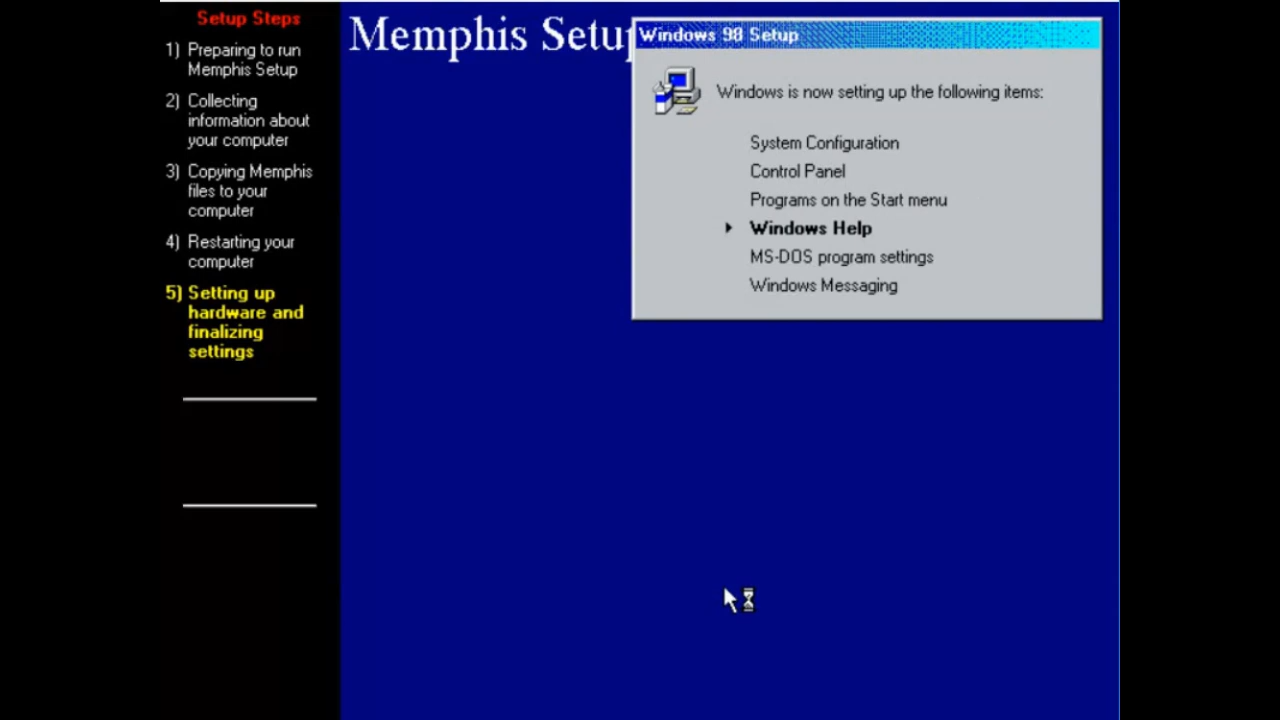 Setup Steps
1) Preparing to run
Memphis Setup
2) Collecting
information about
your computer
3) Copying Memphis
files to your
computer
4) Restarting your
computer
5) Setting up
hardware and
finalizing
settings
Memphis Setup
Windows 98 Setup
Windows is now setting up the following items:
System Configuration
Control Panel
Programs on the Start menu
Windows Help
MS-DOS program settings
Windows Messaging